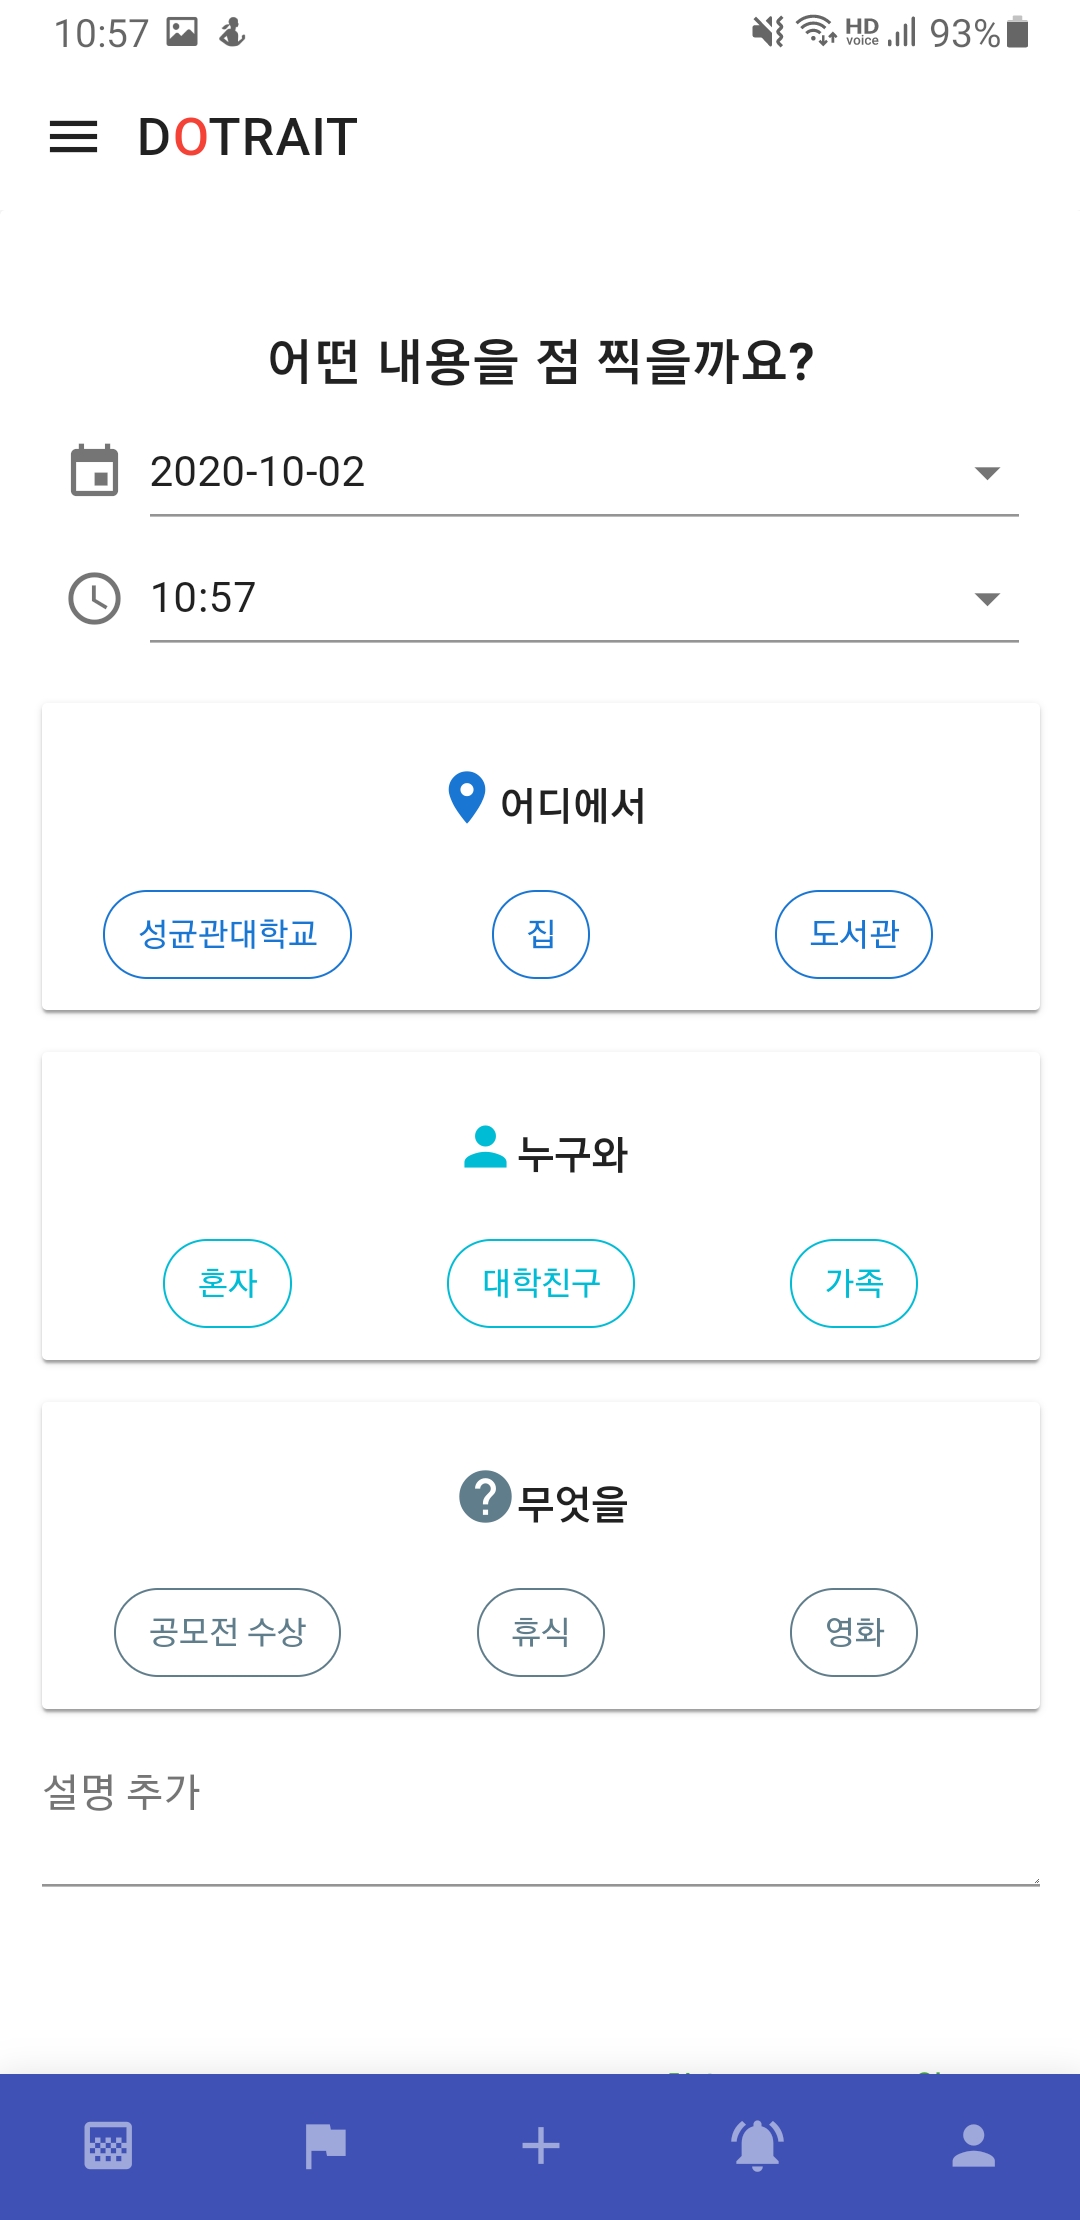 10:57 HD voice 93%
DOTRAIT
어떤 내용을 점 찍을까요?
2020-10-02
10:57
어디에서
성균관대학교 집 도서관
누구와
혼자 대학친구 가족
무엇을
공모전 수상 휴식 영화
설명 추가